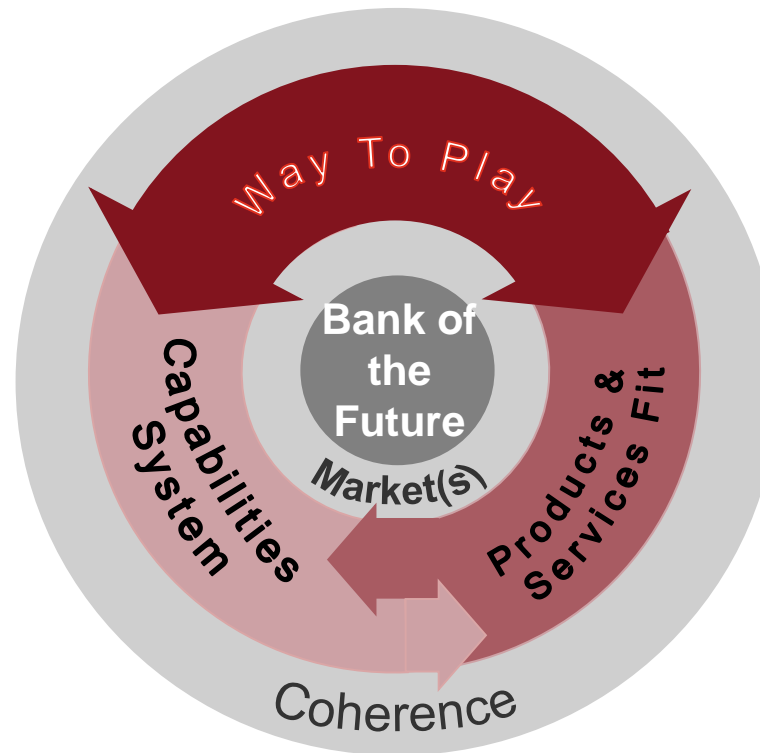 Way To Play
Bank of
the
Future
Market(s)
Capabilities
System
Products &
Services Fit
Coherence